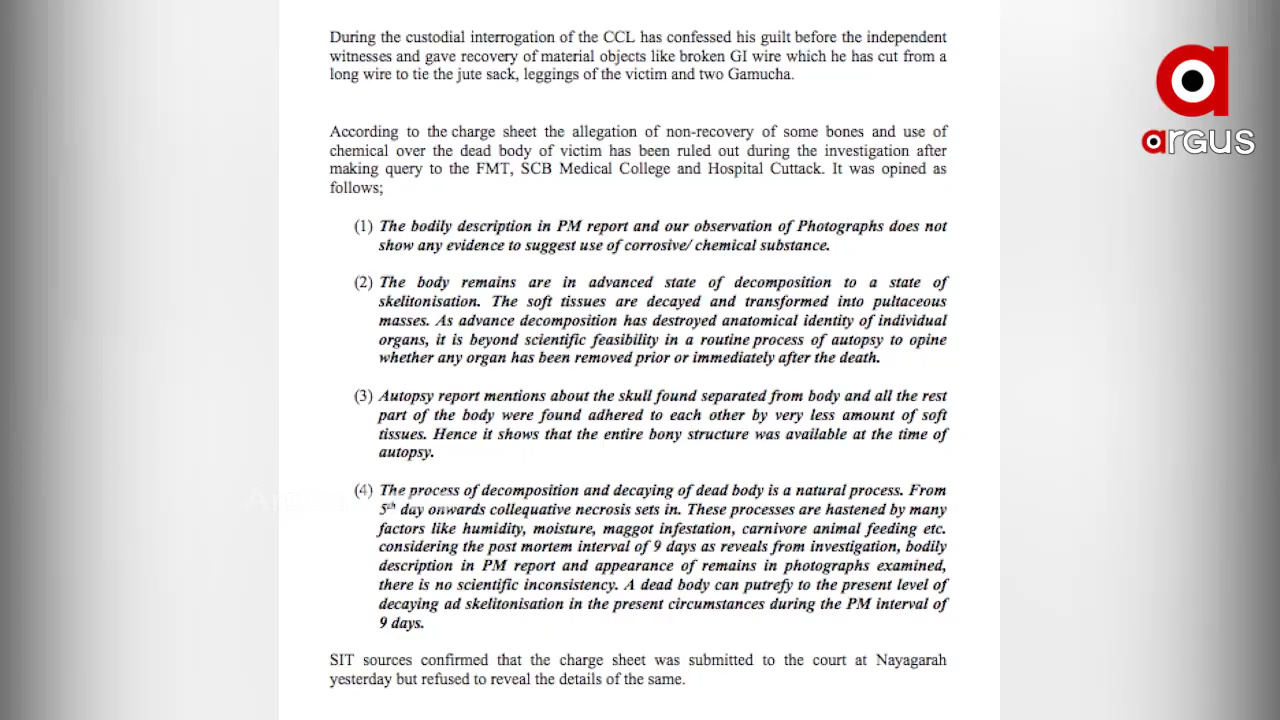 During the custodial interrogation of the CCL has confessed his guilt before the independent
witnesses and gave recovery of material objects like broken GI wire which he has cut from a
long wire to tie the jute sack, leggings of the victim and two Gamucha.
According to the charge sheet the allegation of non-recovery of some bones and use of
chemical over the dead body of victim has been ruled out during the investigation after
making query to the FMT, SCB Medical College and Hospital Cuttack. It was opined as
follows;
(1) The bodily description in PM report and our observation of Photographs does not
show any evidence to suggest use of corrosive/ chemical substance.
(2) The body remains are in advanced state of decomposition to a state of
skelitonisation. The soft tissues are decayed and transformed into pultaceous
masses. As advance decomposition has destroyed anatomical identity of individual
organs, it is beyond scientific feasibility in a routine process of autopsy to opine
whether any organ has been removed prior or immediately after the death.
(3) Autopsy report mentions about the skull found separated from body and all the rest
part of the body were found adhered to each other by very less amount of soft
tissues. Hence it shows that the entire bony structure was available at the time of
autopsy.
(4) The process of decomposition and decaying of dead body is a natural process. From
5th day onwards collequative necrosis sets in. These processes are hastened by many
factors like humidity, moisture, maggot infestation, carnivore animal feeding etc.
considering the post mortem interval of 9 days as reveals from investigation, bodily
description in PM report and appearance of remains in photographs examined,
there is no scientific inconsistency. A dead body can putrefy to the present level of
decaying ad skelitonisation in the present circumstances during the PM interval of
9 days.
SIT sources confirmed that the charge sheet was submitted to the court at Nayagarah
yesterday but refused to reveal the details of the same.
argus